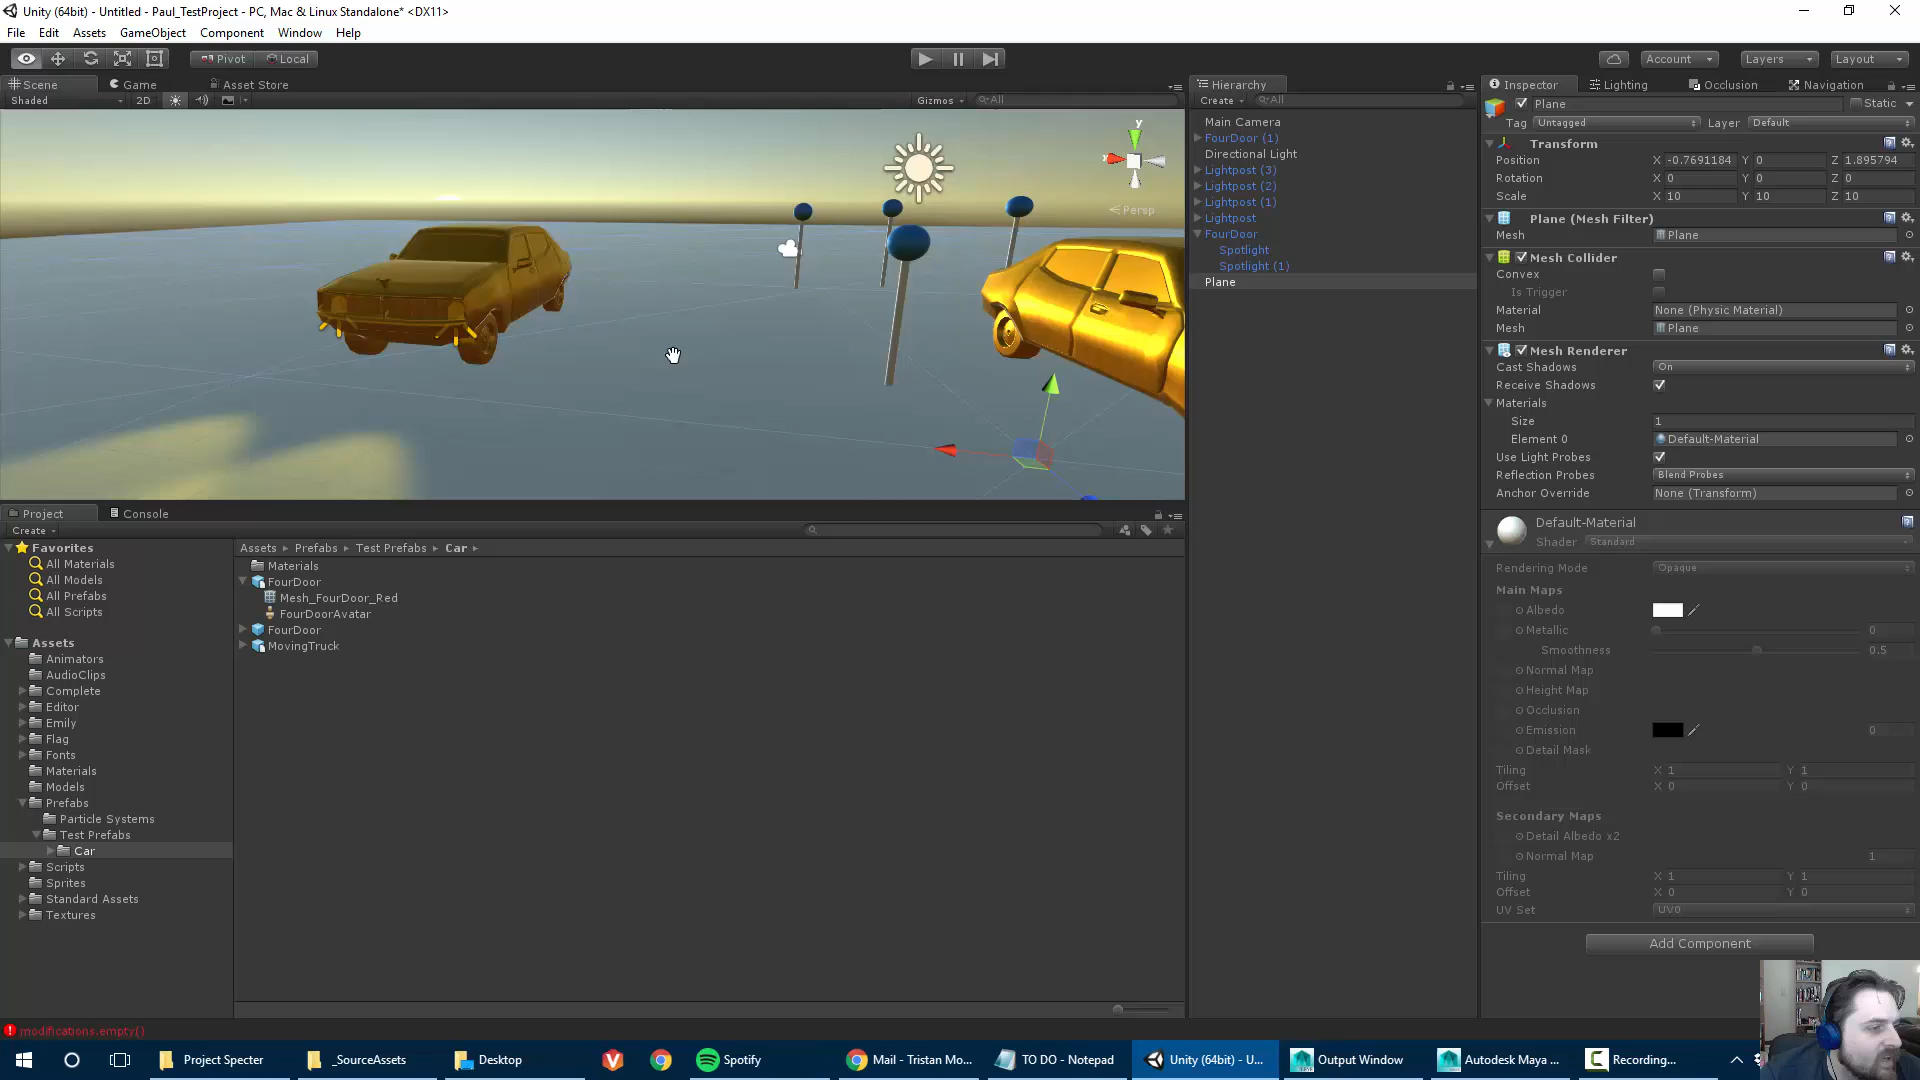 Unity (64bit) - Untitled - Paul_TestProject - PC, Mac & Linux Standalone* <DX11>
File Edit Assets GameObject Component Window Help
Pivot Local Account Layers Layout
Scene Game Asset Store
Shaded 2D Gizmos All
y
x
Persp
Hierarchy
Create All
Main Camera
FourDoor (1)
Directional Light
Lightpost (3)
Lightpost (2)
Lightpost (1)
Lightpost
FourDoor
Spotlight
Spotlight (1)
Plane
Inspector Lighting Occlusion Navigation
Plane Static
Tag Untagged Layer Default
Transform
Position X -0.7691184 Y 0 Z 1.895794
Rotation X 0 Y 0 Z 0
Scale X 10 Y 10 Z 10
Plane (Mesh Filter)
Mesh Plane
Mesh Collider
Convex
Is Trigger
Material None (Physic Material)
Mesh Plane
Mesh Renderer
Cast Shadows On
Receive Shadows
Materials
Size 1
Element 0 Default-Material
Use Light Probes
Reflection Probes Blend Probes
Anchor Override None (Transform)
Default-Material
Shader Standard
Rendering Mode Opaque
Main Maps
Albedo
Metallic 0
Smoothness 0.5
Normal Map
Height Map
Occlusion
Emission 0
Detail Mask
Tiling X 1 Y 1
Offset X 0 Y 0
Secondary Maps
Detail Albedo x2
Normal Map 1
Tiling X 1 Y 1
Offset X 0 Y 0
UV Set UV0
Add Component
Project Console
Create
Favorites
All Materials
All Models
All Prefabs
All Scripts
Assets
Animators
AudioClips
Complete
Editor
Emily
Flag
Fonts
Materials
Models
Prefabs
Particle Systems
Test Prefabs
Car
Scripts
Sprites
Standard Assets
Textures
Assets Prefabs Test Prefabs Car
Materials
FourDoor
Mesh_FourDoor_Red
FourDoorAvatar
FourDoor
MovingTruck
modifications.empty()
Project Specter _SourceAssets Desktop Spotify Mail - Tristan Mo... TO DO - Notepad Unity (64bit) - U... Output Window Autodesk Maya ... Recording...